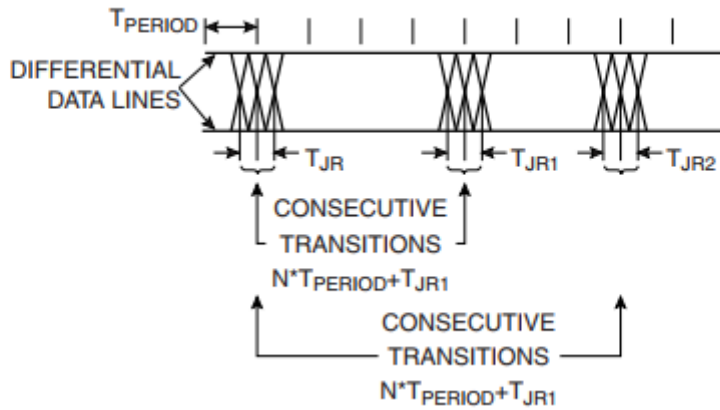 TPERIOD
DIFFERENTIAL
DATA LINES
TJR
TJR1
TJR2
CONSECUTIVE
TRANSITIONS
N*TPERIOD+TJR1
CONSECUTIVE
TRANSITIONS
N*TPERIOD+TJR1